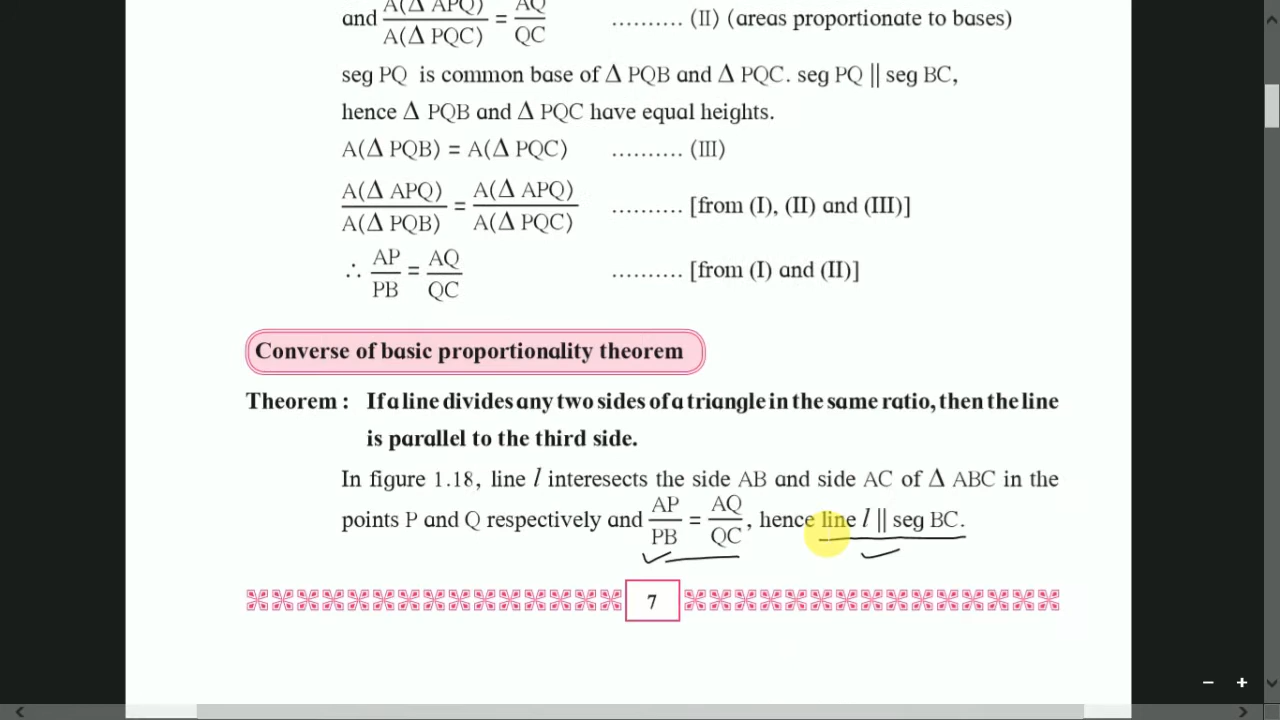 and A(Δ APQ)/A(Δ PQC) = AQ/QC .......... (II) (areas proportionate to bases)
seg PQ is common base of Δ PQB and Δ PQC. seg PQ || seg BC,
hence Δ PQB and Δ PQC have equal heights.
A(Δ PQB) = A(Δ PQC) .......... (III)
A(Δ APQ)/A(Δ PQB) = A(Δ APQ)/A(Δ PQC) .......... [from (I), (II) and (III)]
∴ AP/PB = AQ/QC .......... [from (I) and (II)]
Converse of basic proportionality theorem
Theorem : If a line divides any two sides of a triangle in the same ratio, then the line
is parallel to the third side.
In figure 1.18, line l interesects the side AB and side AC of Δ ABC in the
points P and Q respectively and AP/PB = AQ/QC, hence line l || seg BC.
7